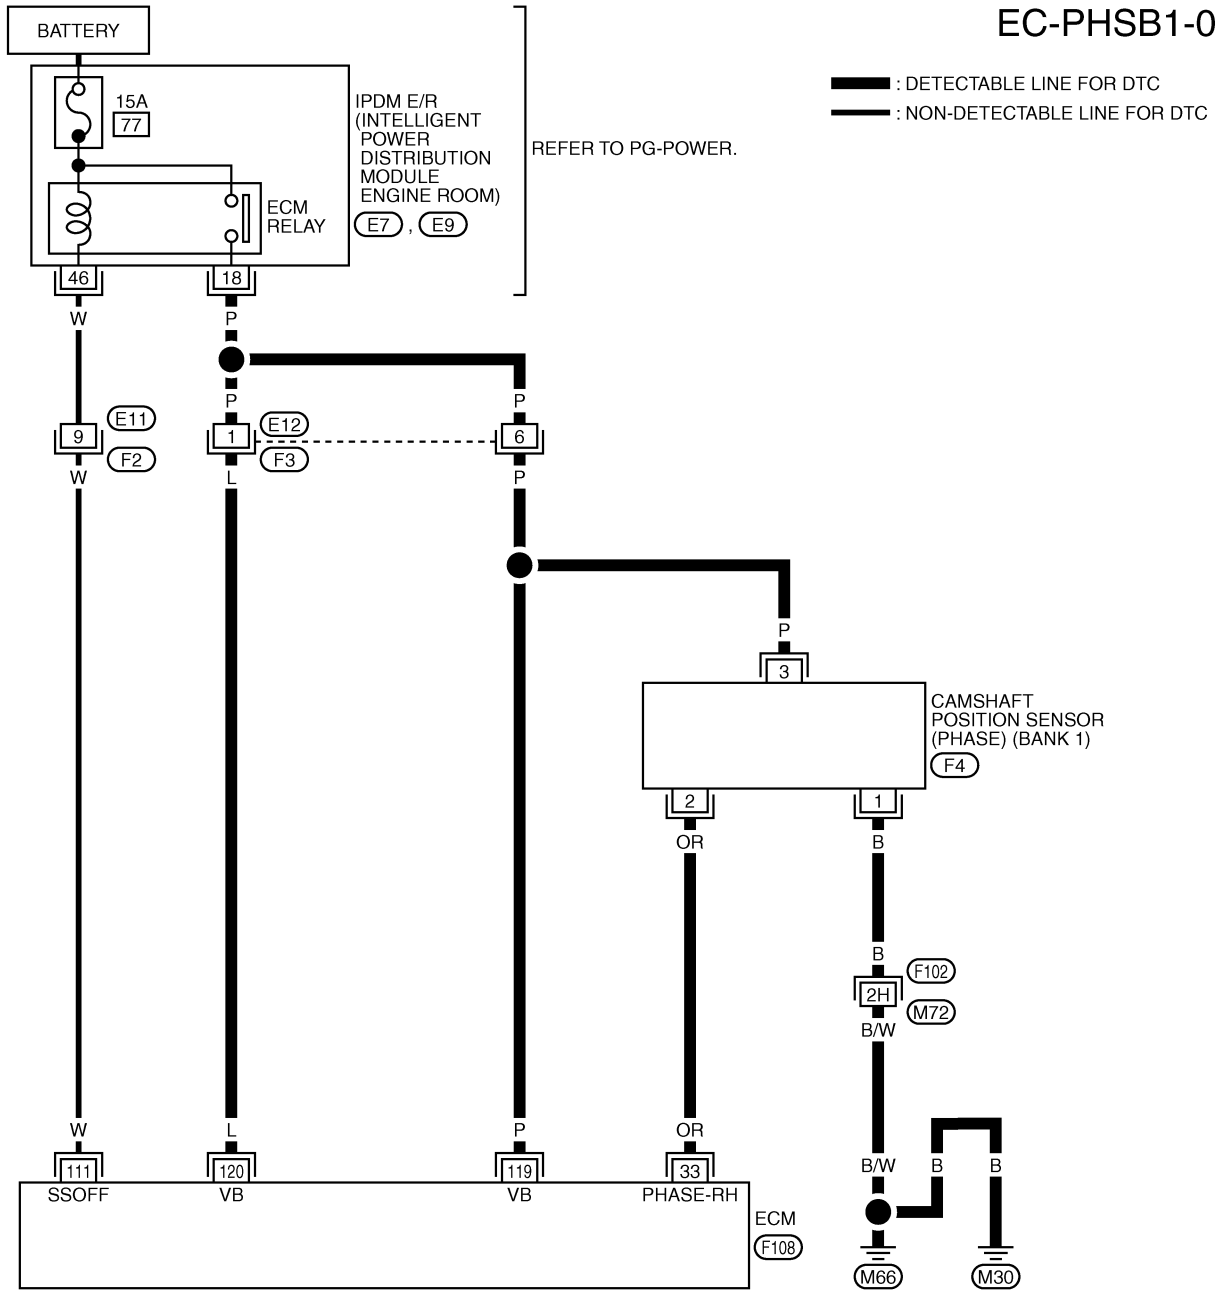 EC-PHSB1-0
BATTERY
: DETECTABLE LINE FOR DTC
: NON-DETECTABLE LINE FOR DTC
15A
77
IPDM E/R
(INTELLIGENT
POWER
DISTRIBUTION
MODULE
ENGINE ROOM)
E7 , E9
REFER TO PG-POWER.
ECM
RELAY
46
18
W
P
P
P
9
E11
F2
1
E12
F3
6
W
L
P
P
3
CAMSHAFT
POSITION SENSOR
(PHASE) (BANK 1)
F4
2
1
OR
B
B
F102
2H
M72
B/W
W
L
P
OR
B/W
B
B
111
120
119
33
SSOFF
VB
VB
PHASE-RH
ECM
F108
M66
M30